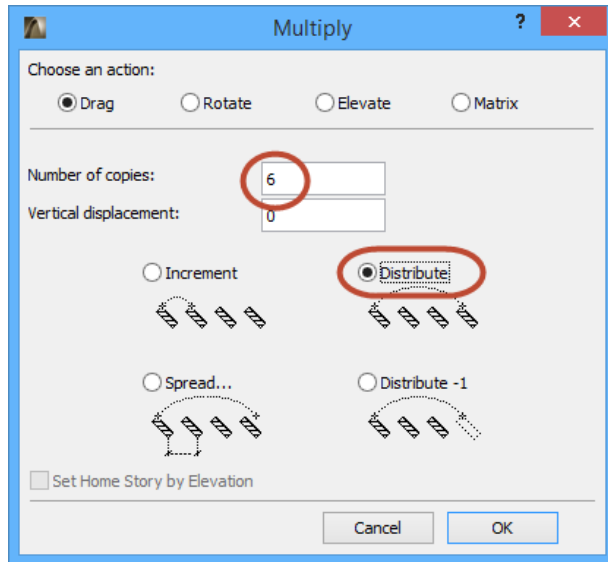 Multiply
?
Choose an action:
Drag Rotate Elevate Matrix
Number of copies: 6
Vertical displacement: 0
Increment Distribute
Spread... Distribute -1
Set Home Story by Elevation
Cancel OK